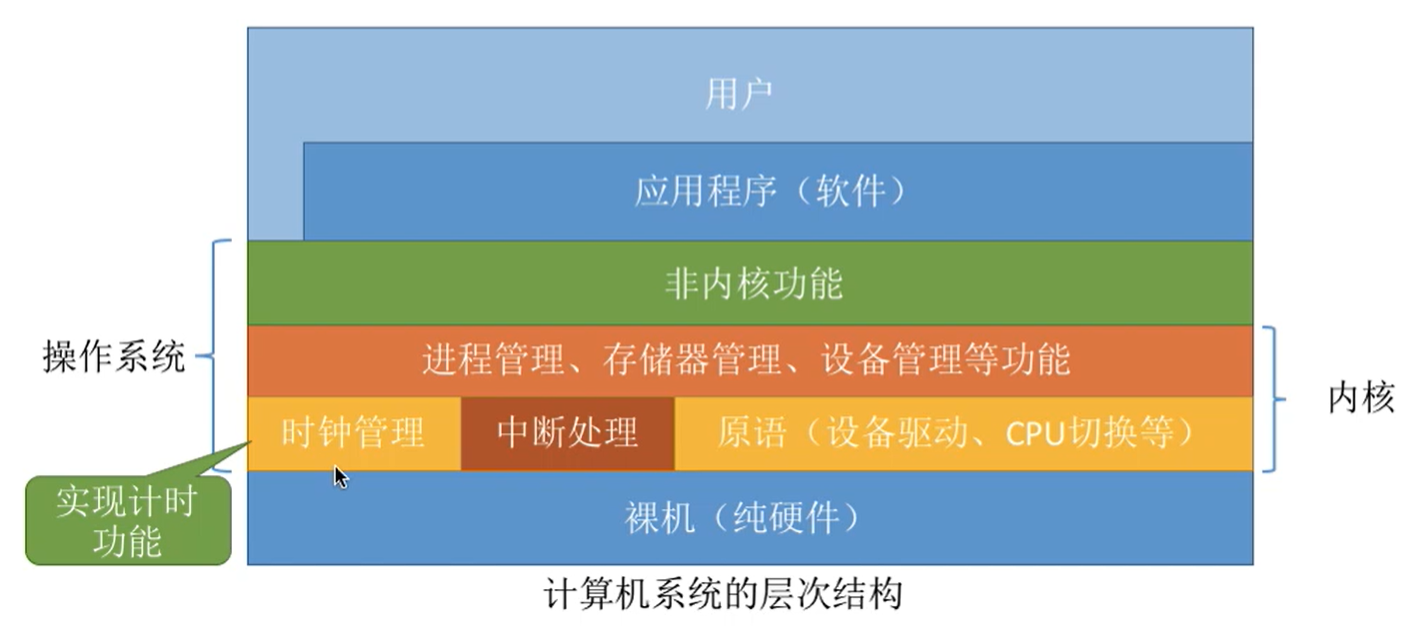 用户
应用程序（软件）
非内核功能
操作系统
进程管理、存储器管理、设备管理等功能
内核
时钟管理
中断处理
原语（设备驱动、CPU切换等）
实现计时
功能
裸机（纯硬件）
计算机系统的层次结构